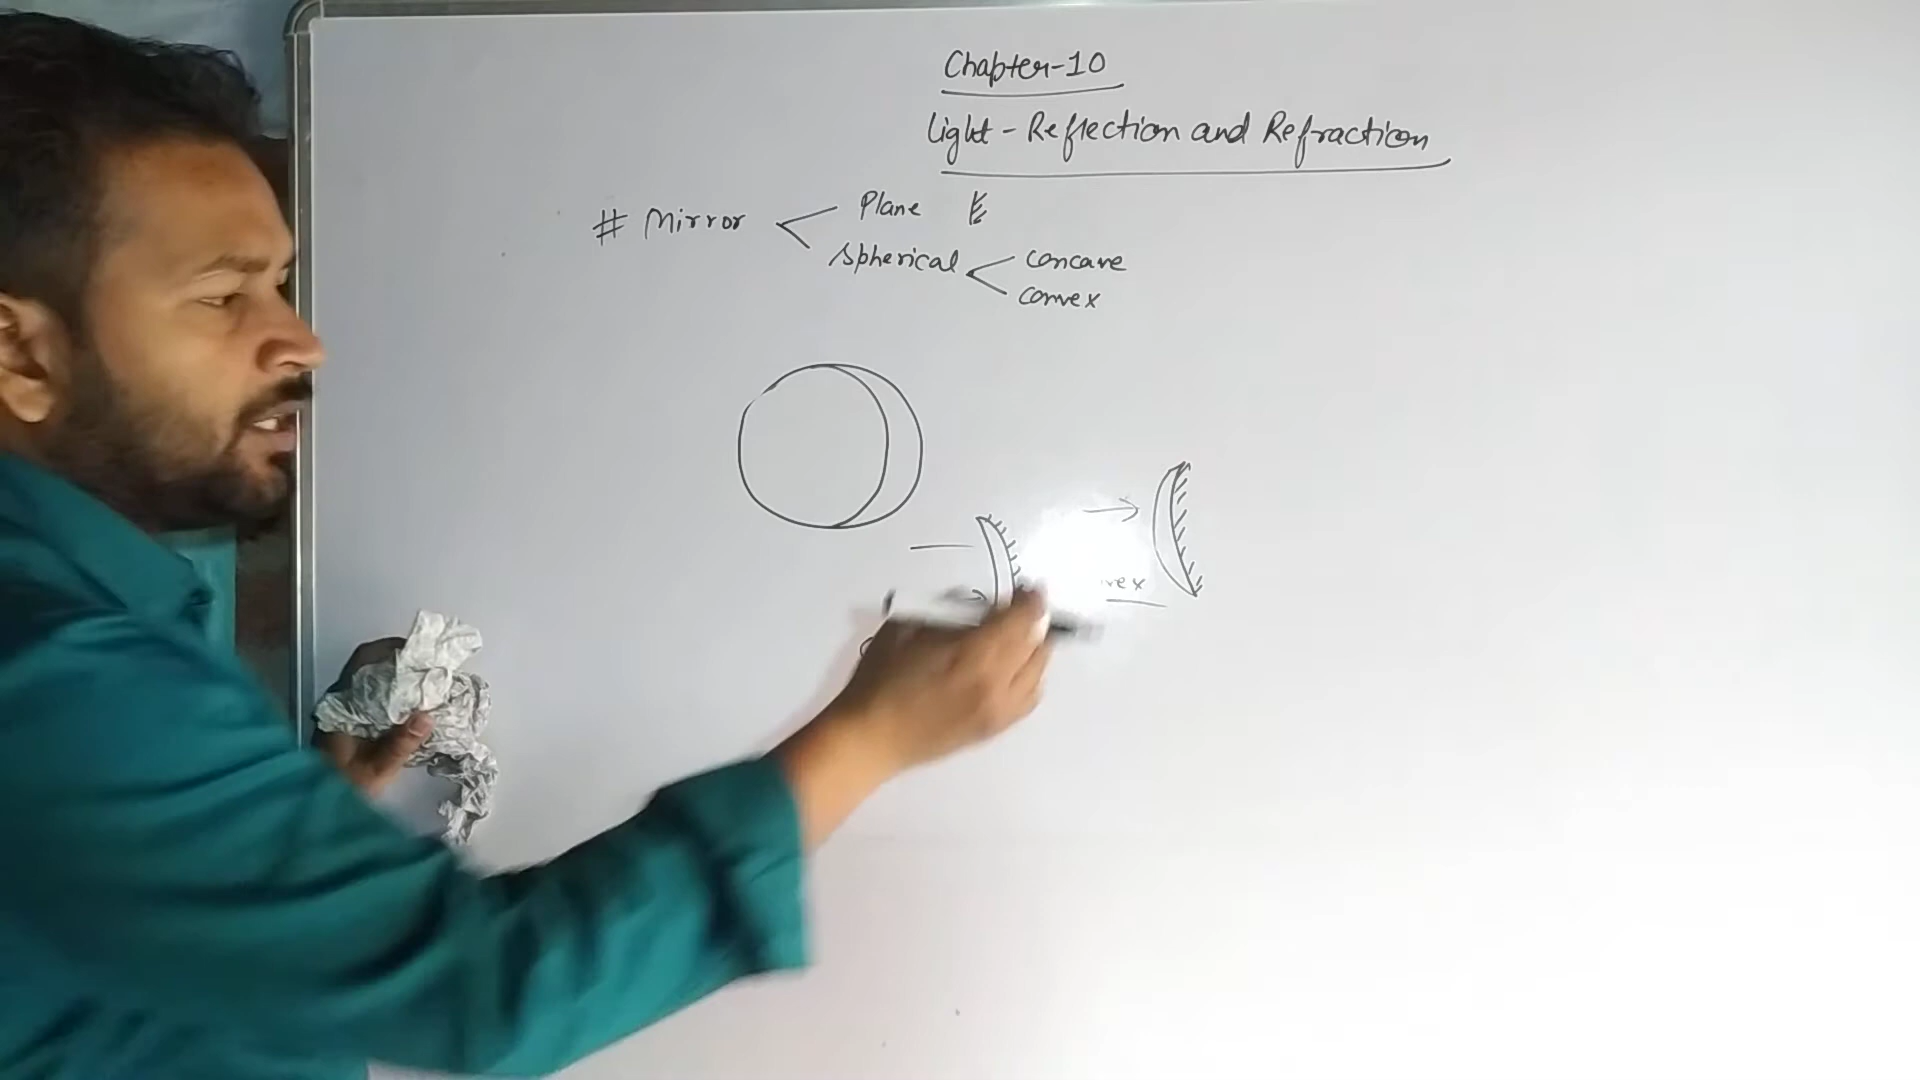 Chapter-10
Light - Reflection and Refraction
# Mirror
Plane
Spherical
concave
convex